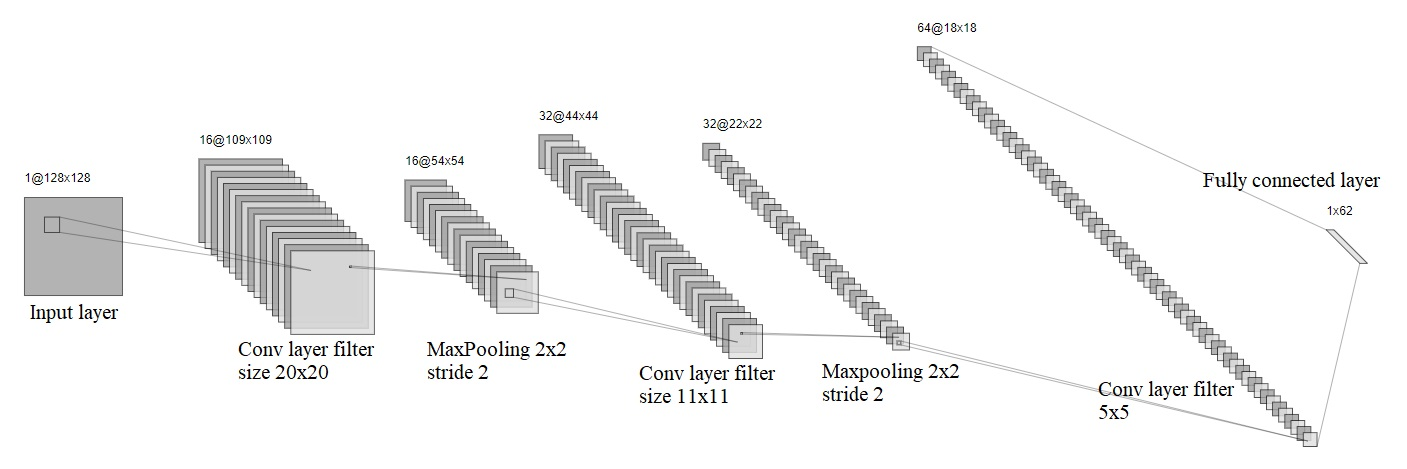 1@128x128
Input layer
16@109x109
Conv layer filter
size 20x20
16@54x54
MaxPooling 2x2
stride 2
32@44x44
Conv layer filter
size 11x11
32@22x22
Maxpooling 2x2
stride 2
64@18x18
Conv layer filter
5x5
Fully connected layer
1x62